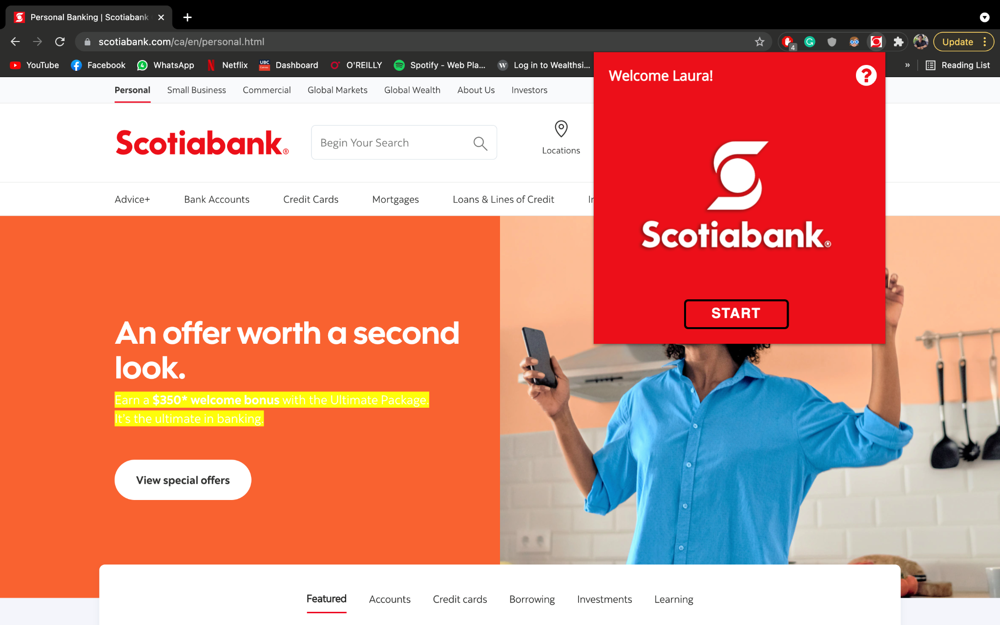 Personal Banking | Scotiabank
scotiabank.com/ca/en/personal.html
4
Update
YouTube
Facebook
4
WhatsApp
Netflix
UBC
Canvas
Dashboard
O'REILLY
Spotify - Web Pla...
W
Log in to Wealthsi...
»
Reading List
Personal
Small Business
Commercial
Global Markets
Global Wealth
About Us
Investors
Welcome Laura!
?
Scotiabank®
Begin Your Search
Locations
Scotiabank®
START
Advice+
Bank Accounts
Credit Cards
Mortgages
Loans & Lines of Credit
An offer worth a second
look.
Earn a $350* welcome bonus with the Ultimate Package.
It's the ultimate in banking.
View special offers
Featured
Accounts
Credit cards
Borrowing
Investments
Learning